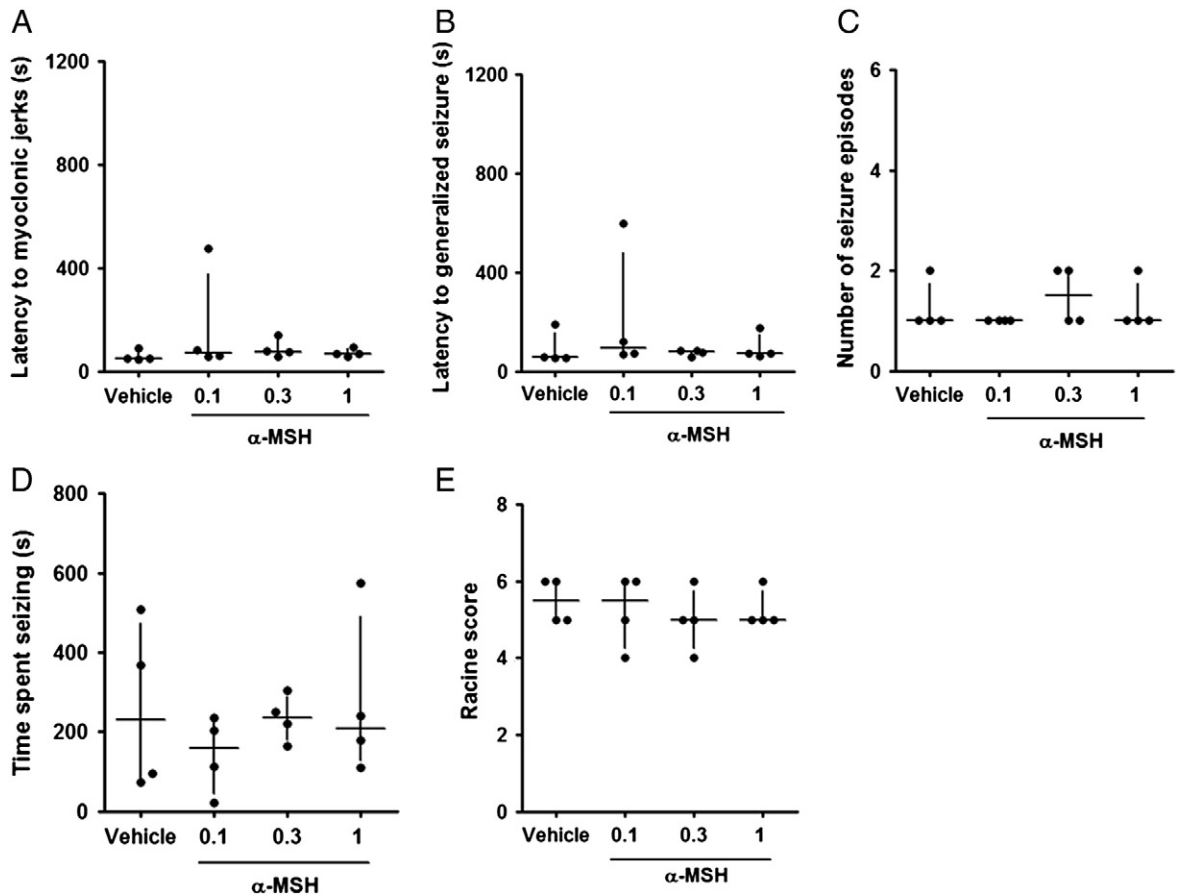 A
Latency to myoclonic jerks (s)
1200
800
400
0
Vehicle 0.1 0.3 1
α-MSH
B
Latency to generalized seizure (s)
1200
800
400
0
Vehicle 0.1 0.3 1
α-MSH
C
Number of seizure episodes
6
4
2
0
Vehicle 0.1 0.3 1
α-MSH
D
Time spent seizing (s)
800
600
400
200
0
Vehicle 0.1 0.3 1
α-MSH
E
Racine score
8
6
4
2
0
Vehicle 0.1 0.3 1
α-MSH